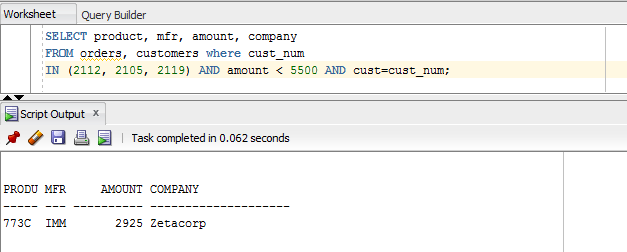 Worksheet Query Builder
SELECT product, mfr, amount, company
FROM orders, customers where cust_num
IN (2112, 2105, 2119) AND amount < 5500 AND cust=cust_num;
Script Output x
Task completed in 0.062 seconds
PRODU MFR     AMOUNT COMPANY
----- --- ---------- --------------------
773C  IMM       2925 Zetacorp